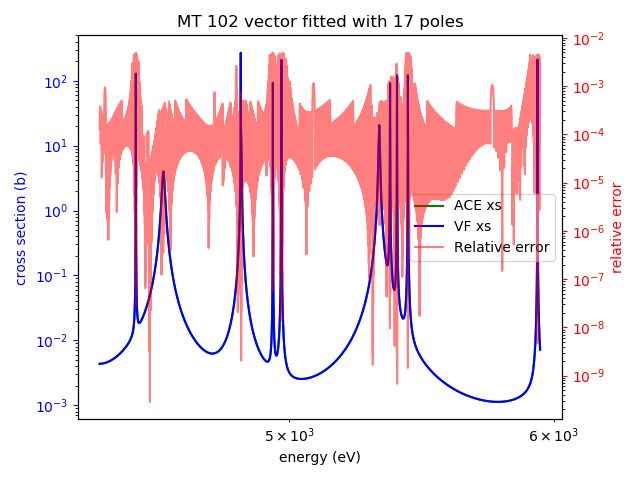 MT 102 vector fitted with 17 poles
cross section (b)
10²
10¹
10⁰
10⁻¹
10⁻²
10⁻³
10⁻²
10⁻³
10⁻⁴
10⁻⁵
10⁻⁶
10⁻⁷
10⁻⁸
10⁻⁹
relative error
ACE xs
VF xs
Relative error
5 × 10³
6 × 10³
energy (eV)